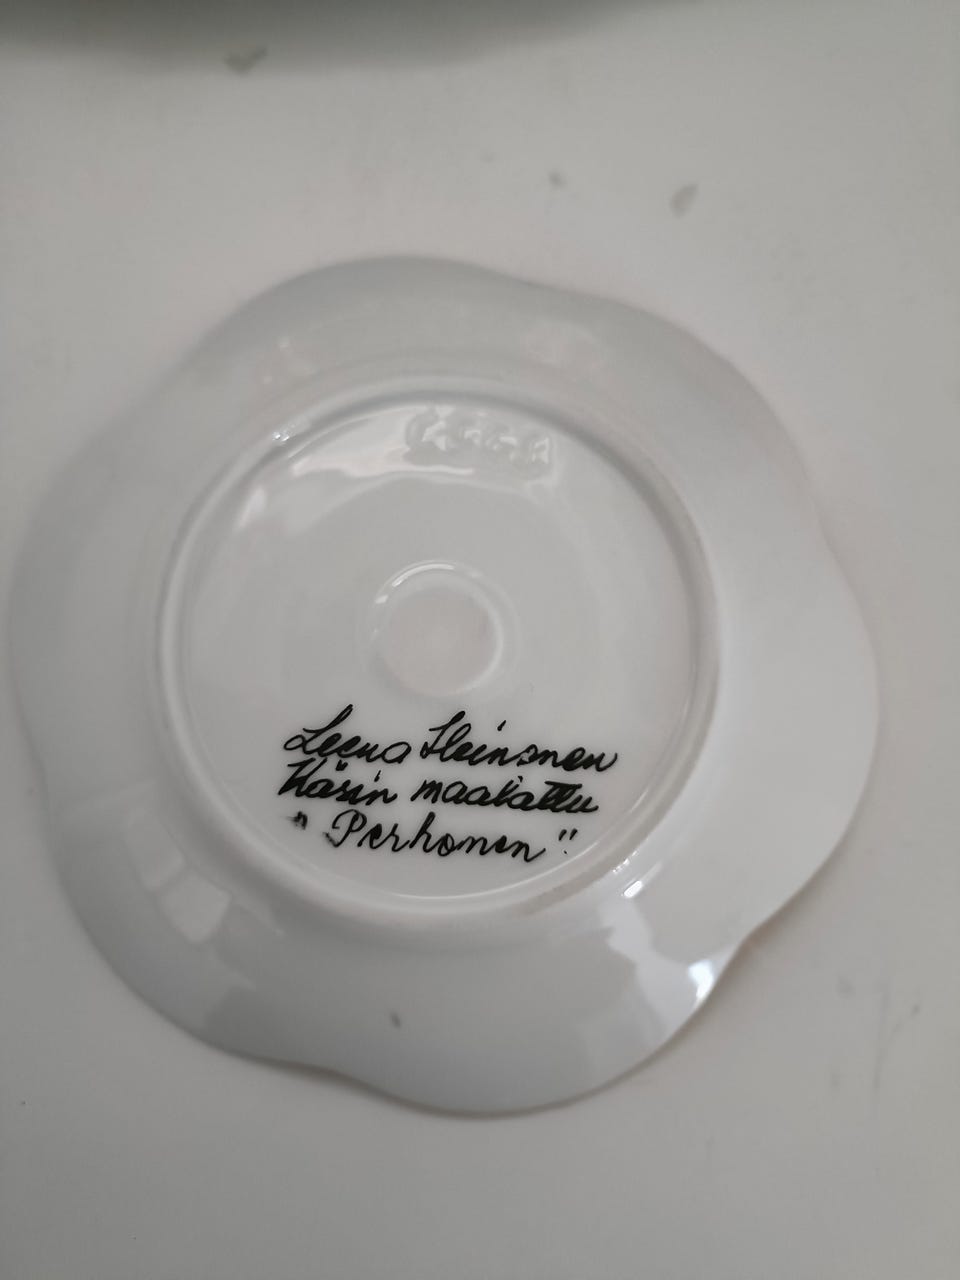 Leena Heinonen
Käsin maalattu
"Perhonen"